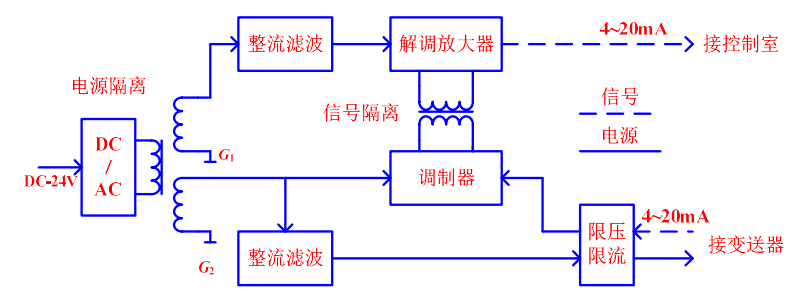 整流滤波
解调放大器
4~20mA
接控制室
电源隔离
信号隔离
信号
电源
DC
/
AC
DC-24V
G1
调制器
G2
整流滤波
限压
限流
4~20mA
接变送器